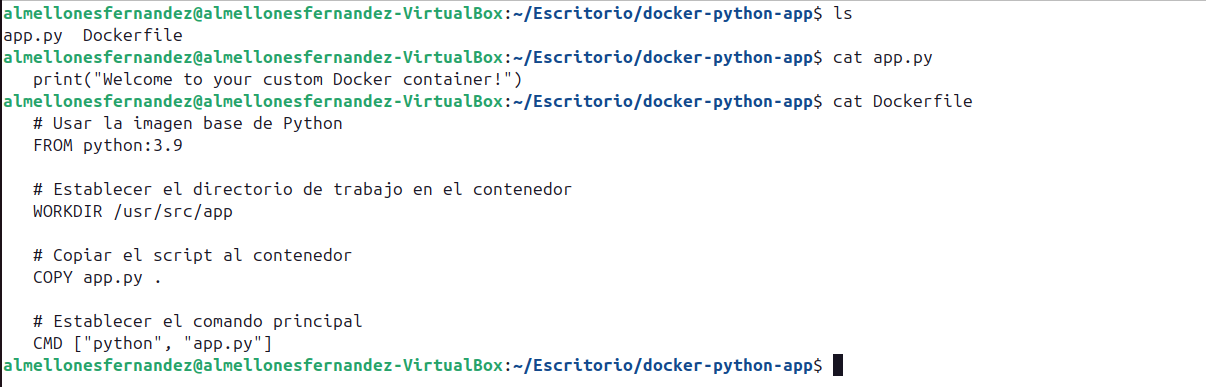 almellonesfernandez@almellonesfernandez-VirtualBox:~/Escritorio/docker-python-app$ ls
app.py  Dockerfile
almellonesfernandez@almellonesfernandez-VirtualBox:~/Escritorio/docker-python-app$ cat app.py
   print("Welcome to your custom Docker container!")
almellonesfernandez@almellonesfernandez-VirtualBox:~/Escritorio/docker-python-app$ cat Dockerfile
   # Usar la imagen base de Python
   FROM python:3.9

   # Establecer el directorio de trabajo en el contenedor
   WORKDIR /usr/src/app

   # Copiar el script al contenedor
   COPY app.py .

   # Establecer el comando principal
   CMD ["python", "app.py"]
almellonesfernandez@almellonesfernandez-VirtualBox:~/Escritorio/docker-python-app$